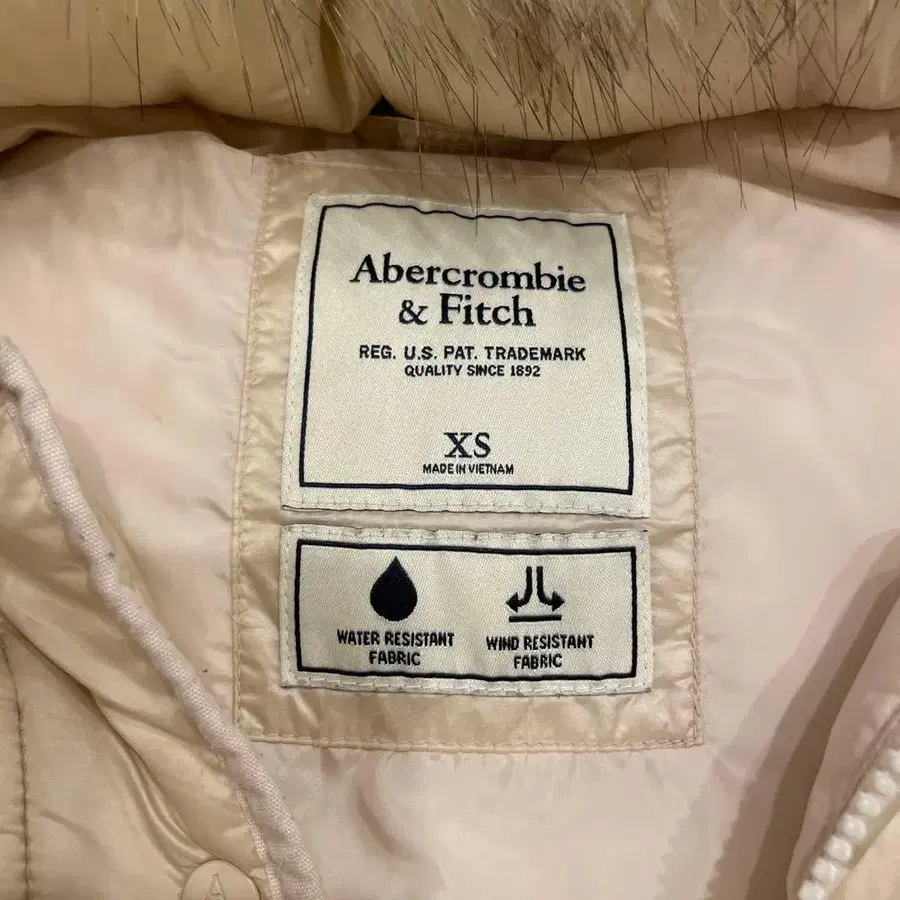 Abercrombie
& Fitch
REG. U.S. PAT. TRADEMARK
QUALITY SINCE 1892
XS
MADE IN VIETNAM
WATER RESISTANT
FABRIC
WIND RESISTANT
FABRIC